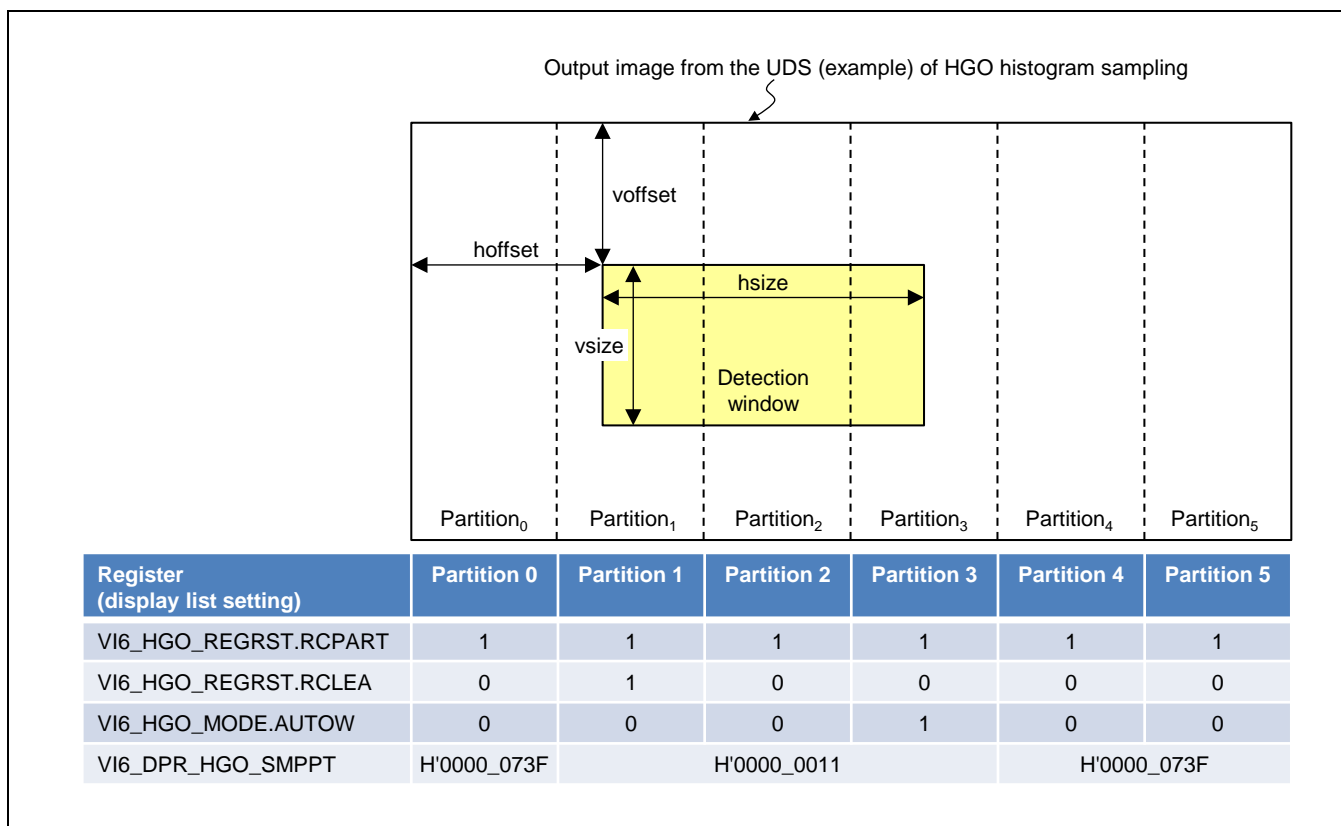 Output image from the UDS (example) of HGO histogram sampling
voffset
hoffset
hsize
vsize
Detection
window
Partition0 Partition1 Partition2 Partition3 Partition4 Partition5
Register
(display list setting) Partition 0 Partition 1 Partition 2 Partition 3 Partition 4 Partition 5
VI6_HGO_REGRST.RCPART 1 1 1 1 1 1
VI6_HGO_REGRST.RCLEA 0 1 0 0 0 0
VI6_HGO_MODE.AUTOW 0 0 0 1 0 0
VI6_DPR_HGO_SMPPT H'0000_073F H'0000_0011 H'0000_073F